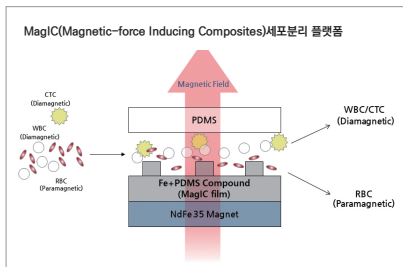 MagIC(Magnetic-force Inducing Composites)세포분리 플랫폼
Magnetic Field
CTC
(Diamagnetic)
PDMS
WBC/CTC
(Diamagnetic)
WBC
(Diamagnetic)
RBC
(Paramagnetic)
Fe+PDMS Compound
(MagIC film)
RBC
(Paramagnetic)
NdFe 35 Magnet